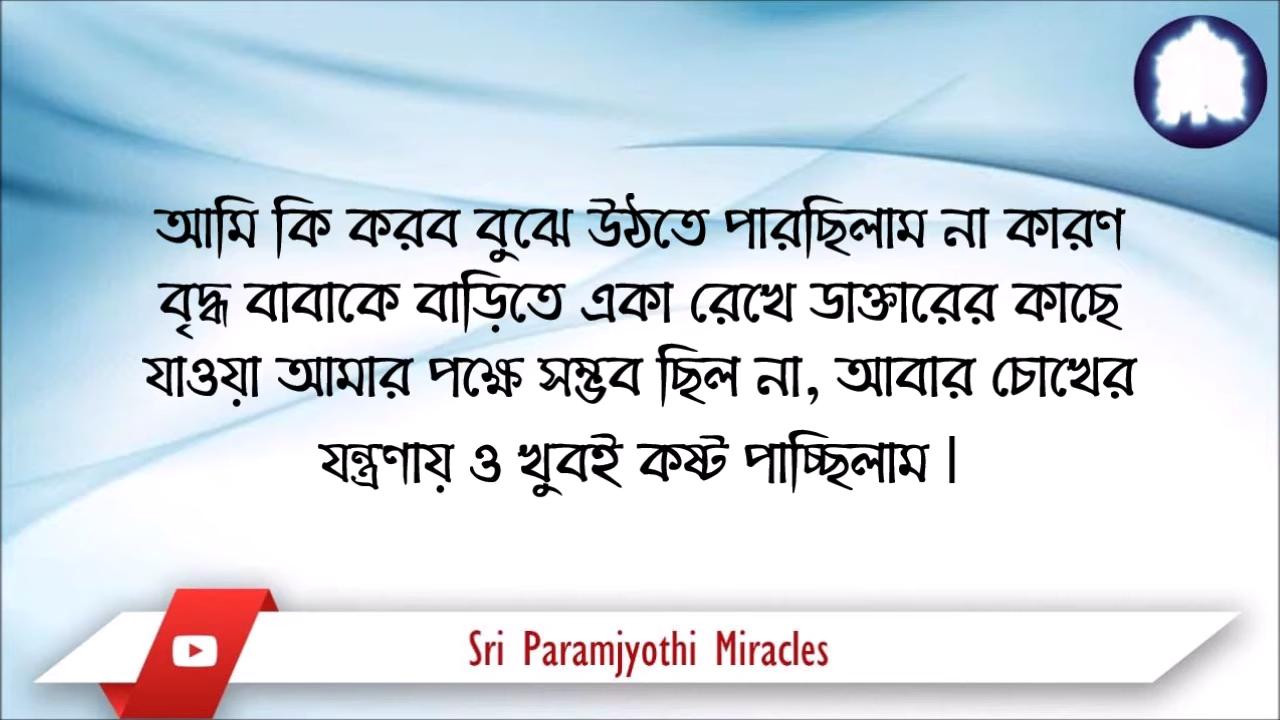 আমি কি করব বুঝে উঠতে পারছিলাম না কারণ
বৃদ্ধ বাবাকে বাড়িতে একা রেখে ডাক্তারের কাছে
যাওয়া আমার পক্ষে সম্ভব ছিল না, আবার চোখের
যন্ত্রণায় ও খুবই কষ্ট পাচ্ছিলাম |
Sri Paramjyothi Miracles